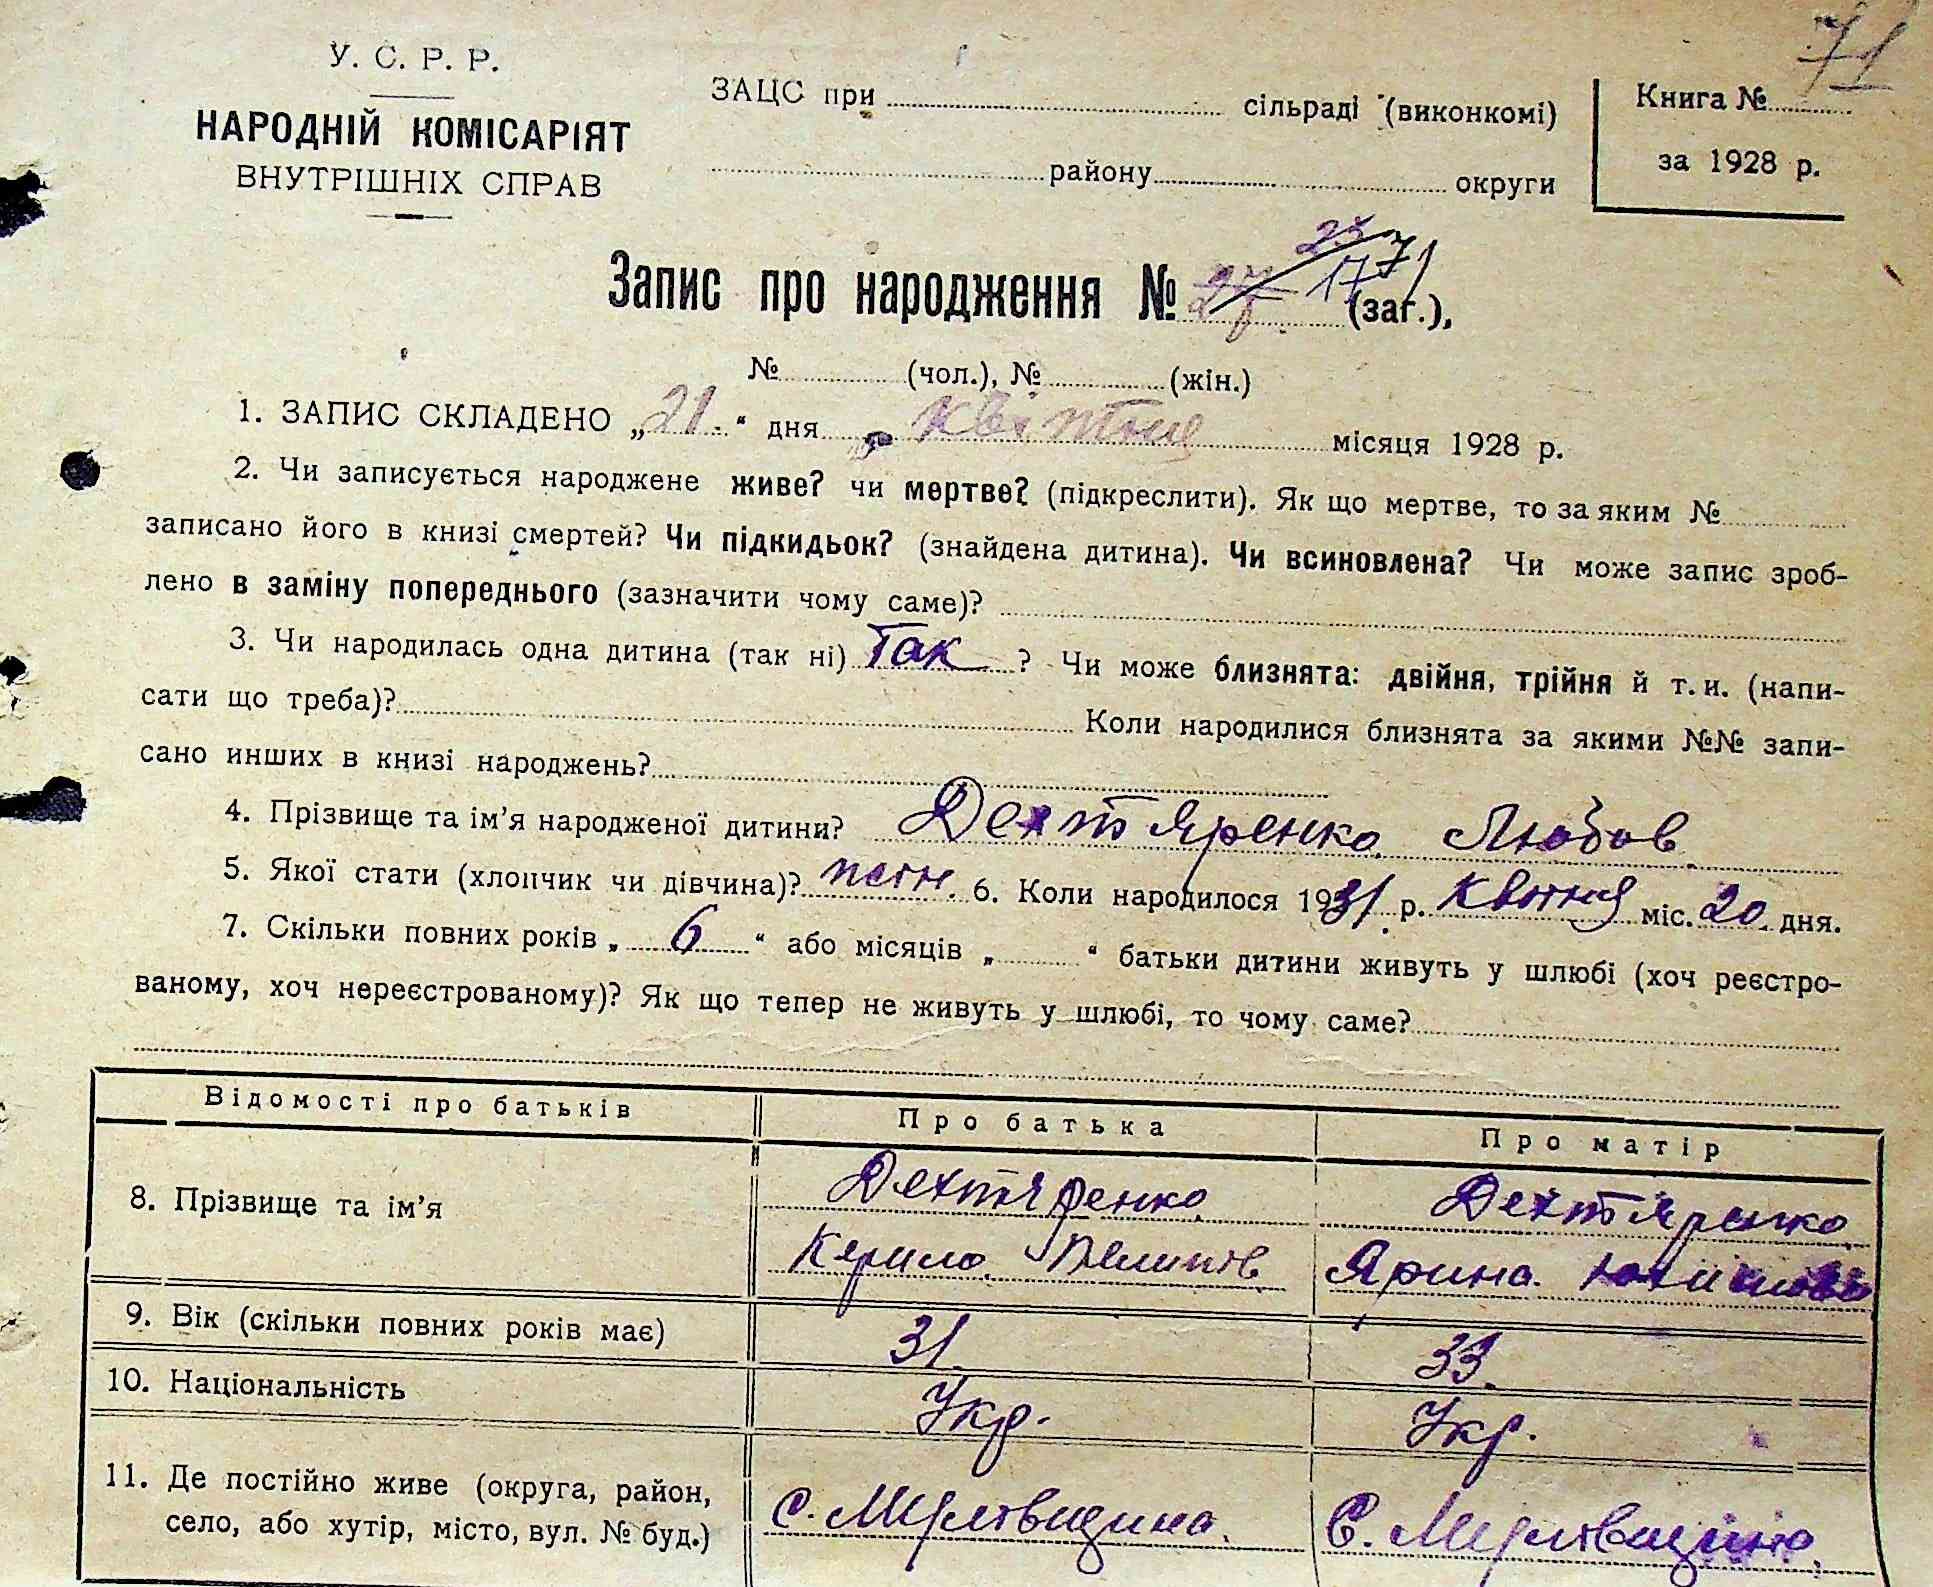 71
У. С. Р. Р.
НАРОДНІЙ КОМІСАРІЯТ
ВНУТРІШНІХ СПРАВ
ЗАЦС при сільраді (виконкомі)
району округи
Книга №
за 1928 р.
Запис про народження № 27 23 17 71 (заг.),
№ (чол.), № (жін.)
1. ЗАПИС СКЛАДЕНО „21.“ дня квітня місяця 1928 р.
2. Чи записується народжене живе? чи мертве? (підкреслити). Як що мертве, то за яким №
записано його в книзі смертей? Чи підкидьок? (знайдена дитина). Чи всиновлена? Чи може запис зроб-
лено в заміну попереднього (зазначити чому саме)?
3. Чи народилась одна дитина (так ні) Так ? Чи може близнята: двійня, трійня й т. и. (напи-
сати що треба)? Коли народилися близнята за якими №№ запи-
сано инших в книзі народжень?
4. Прізвище та ім’я народженої дитини? Дехтяренко Любов.
5. Якої стати (хлопчик чи дівчина)? 6. Коли народилося 1931 р. Квітня міс. 20 дня.
7. Скільки повних років „ 6 “ або місяців „ “ батьки дитини живуть у шлюбі (хоч реєстро-
ваному, хоч нереєстрованому)? Як що тепер не живуть у шлюбі, то чому саме?
Відомості про батьків Про батька Про матір
8. Прізвище та ім’я Дехтяренко Дехтяренко
Кирило Ярина
9. Вік (скільки повних років має) 31. 33.
10. Національність Укр. Укр.
11. Де постійно живе (округа, район,
село, або хутір, місто, вул. № буд.) С. Мертвищина. С. Мертвищина.